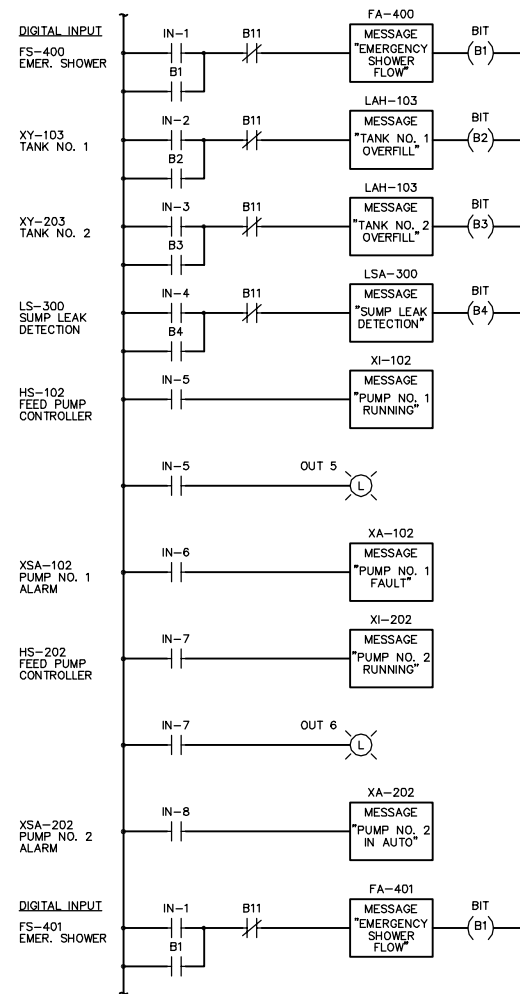 FA-400
DIGITAL INPUT
IN-1
B11
MESSAGE
BIT
FS-400
EMER. SHOWER
"EMERGENCY
SHOWER
FLOW"
(B1)
B1
LAH-103
IN-2
B11
MESSAGE
BIT
XY-103
TANK NO. 1
"TANK NO. 1
OVERFILL"
(B2)
B2
LAH-103
IN-3
B11
MESSAGE
BIT
XY-203
TANK NO. 2
"TANK NO. 2
OVERFILL"
(B3)
B3
LSA-300
IN-4
B11
MESSAGE
BIT
LS-300
SUMP LEAK
DETECTION
"SUMP LEAK
DETECTION"
(B4)
B4
XI-102
IN-5
MESSAGE
HS-102
FEED PUMP
CONTROLLER
"PUMP NO. 1
RUNNING"
IN-5
OUT 5
L
XA-102
IN-6
MESSAGE
XSA-102
PUMP NO. 1
ALARM
"PUMP NO. 1
FAULT"
XI-202
IN-7
MESSAGE
HS-202
FEED PUMP
CONTROLLER
"PUMP NO. 2
RUNNING"
IN-7
OUT 6
L
XA-202
IN-8
MESSAGE
XSA-202
PUMP NO. 2
ALARM
"PUMP NO. 2
IN AUTO"
FA-401
DIGITAL INPUT
IN-1
B11
MESSAGE
BIT
FS-401
EMER. SHOWER
"EMERGENCY
SHOWER
FLOW"
(B1)
B1